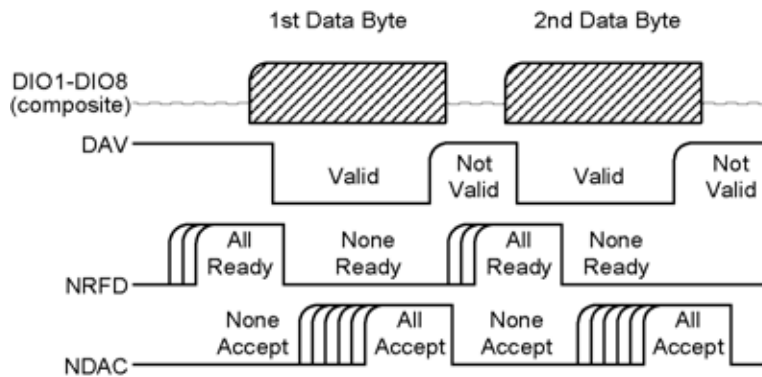 1st Data Byte 2nd Data Byte
DIO1-DIO8
(composite)
DAV
Valid Not Valid Valid Not Valid
All Ready None Ready All Ready None Ready
NRFD
None Accept All Accept None Accept All Accept
NDAC